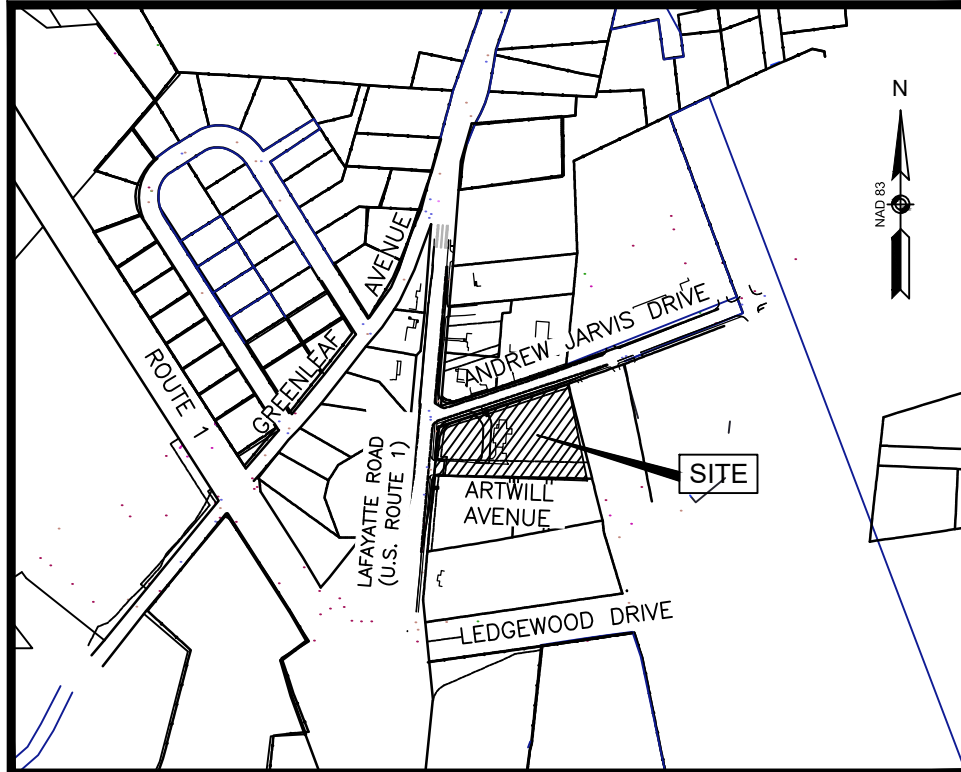 N
NAD 83
AVENUE
GREENLEAF
ROUTE 1
ANDREW JARVIS DRIVE
LAFAYATTE ROAD
(U.S. ROUTE 1)
SITE
ARTWILL
AVENUE
LEDGEWOOD DRIVE